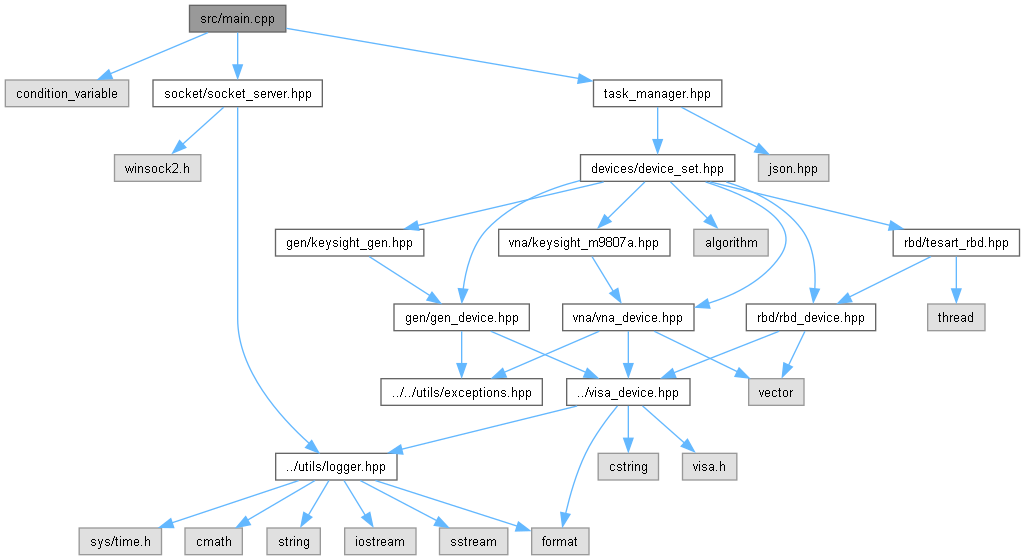 src/main.cpp
condition_variable
socket/socket_server.hpp
task_manager.hpp
winsock2.h
devices/device_set.hpp
json.hpp
gen/keysight_gen.hpp
vna/keysight_m9807a.hpp
algorithm
rbd/tesart_rbd.hpp
gen/gen_device.hpp
vna/vna_device.hpp
rbd/rbd_device.hpp
thread
../../utils/exceptions.hpp
../visa_device.hpp
vector
../utils/logger.hpp
cstring
visa.h
sys/time.h
cmath
string
iostream
sstream
format